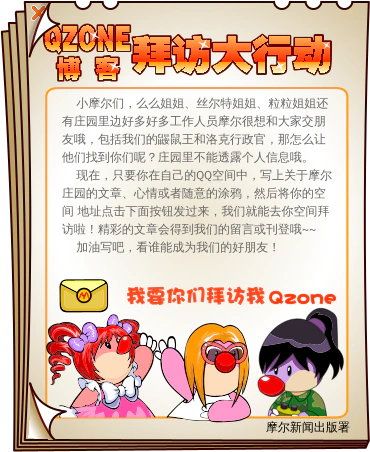 QZONE
博客 拜访大行动
小摩尔们，么么姐姐、丝尔特姐姐、粒粒姐姐还
有庄园里边好多好多工作人员摩尔很想和大家交朋
友哦，包括我们的鼹鼠王和洛克行政官，那怎么让
他们找到你们呢？庄园里不能透露个人信息哦。
现在，只要你在自己的QQ空间中，写上关于摩尔
庄园的文章、心情或者随意的涂鸦，然后将你的空
间 地址点击下面按钮发过来，我们就能去你空间拜
访啦！精彩的文章会得到我们的留言或刊登哦~~
加油写吧，看谁能成为我们的好朋友！
M 我要你们拜访我Qzone
摩尔新闻出版署